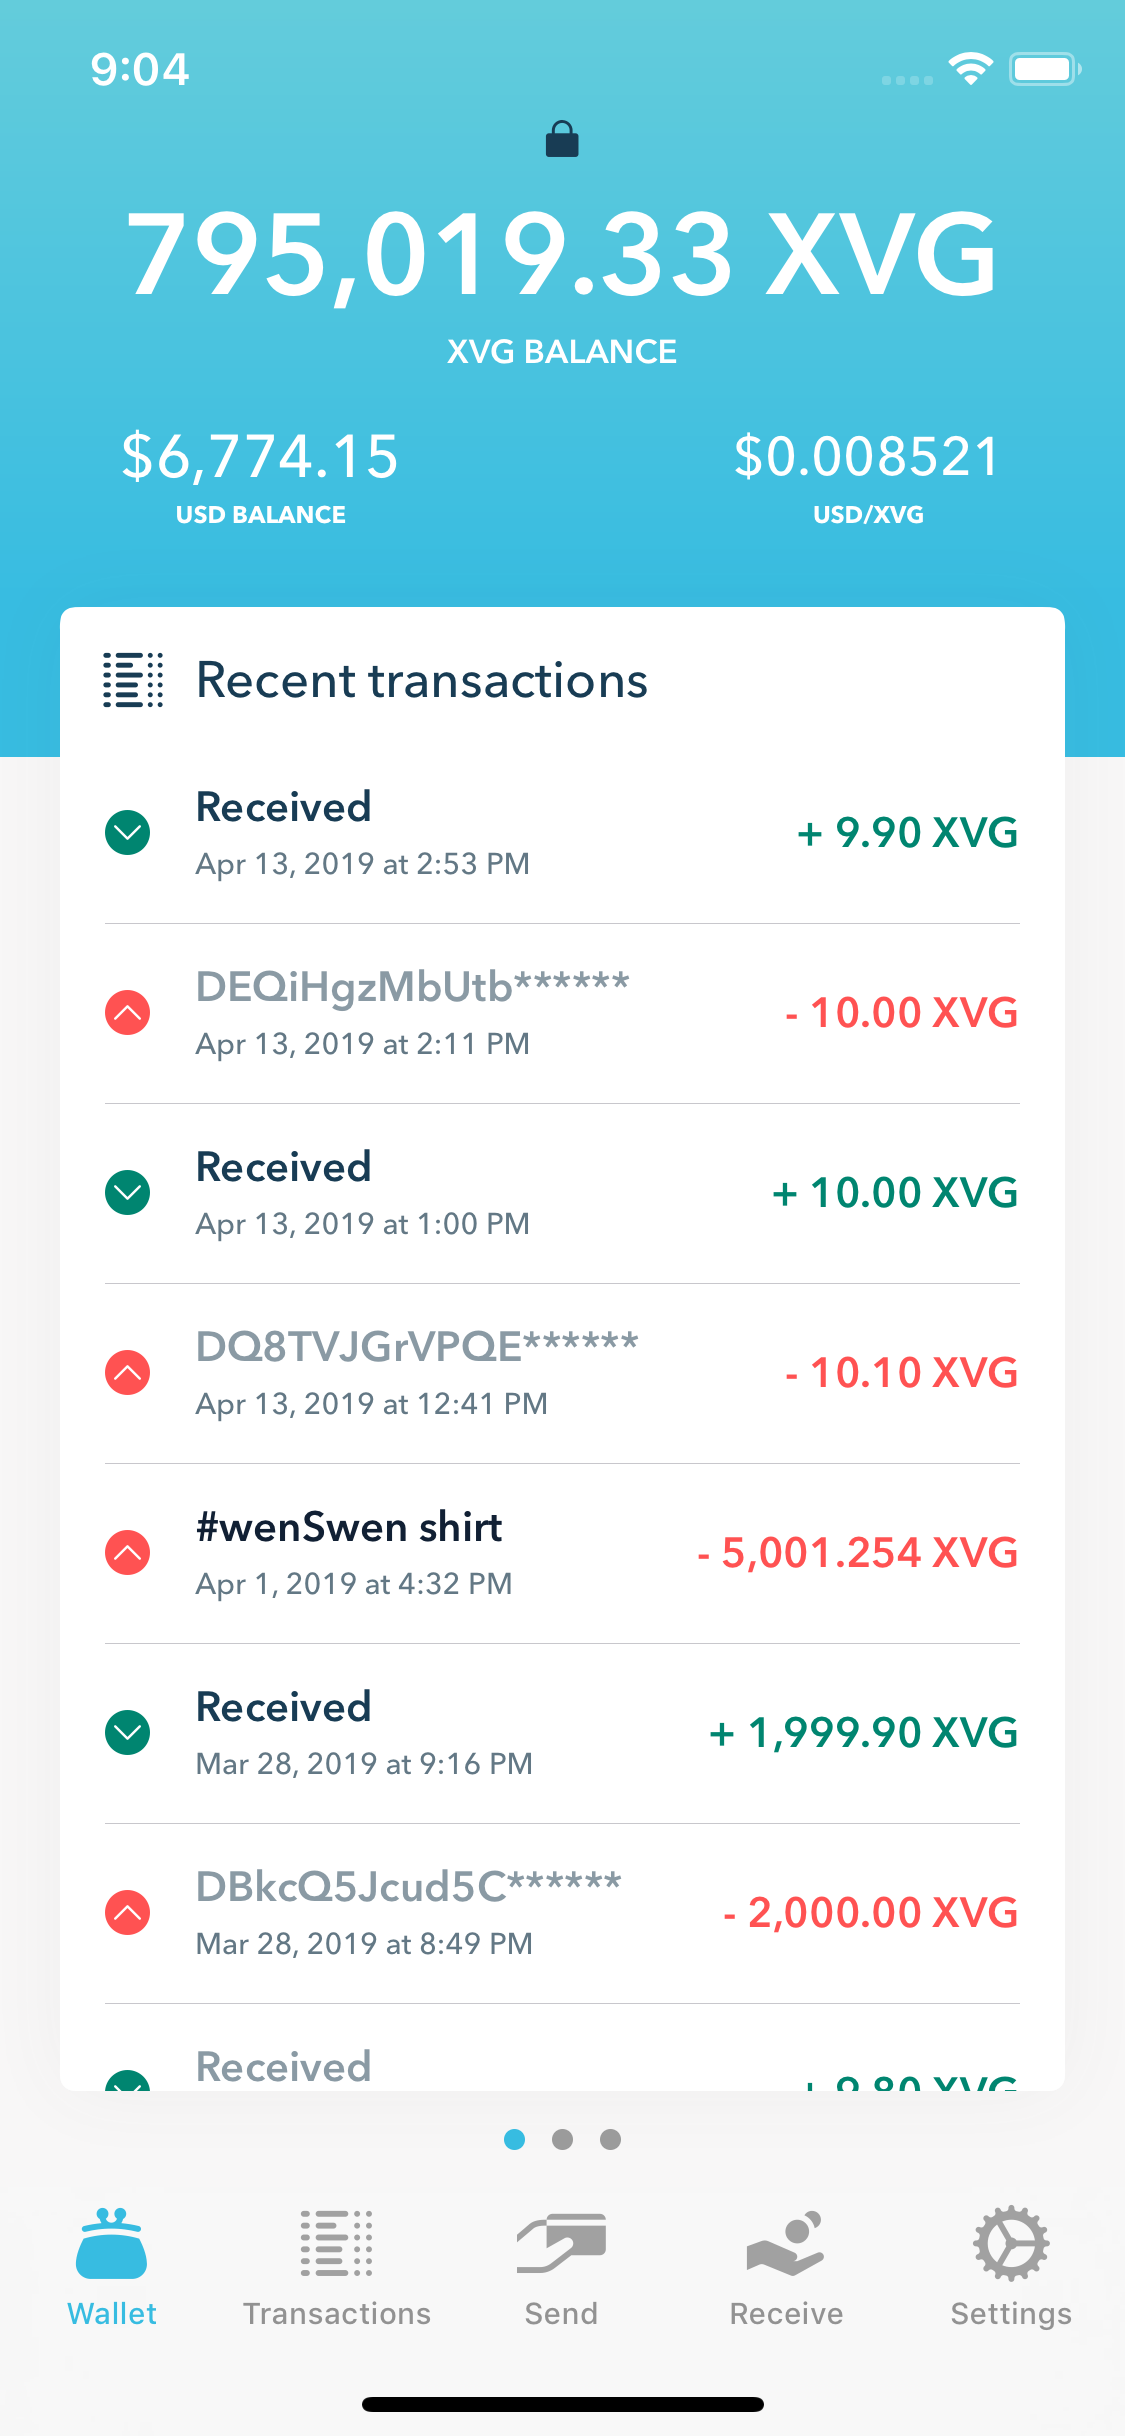 9:04
795,019.33 XVG
XVG BALANCE
$6,774.15
USD BALANCE
$0.008521
USD/XVG
Recent transactions
Received
Apr 13, 2019 at 2:53 PM
+ 9.90 XVG
DEQiHgzMbUtb******
Apr 13, 2019 at 2:11 PM
- 10.00 XVG
Received
Apr 13, 2019 at 1:00 PM
+ 10.00 XVG
DQ8TVJGrVPQE******
Apr 13, 2019 at 12:41 PM
- 10.10 XVG
#wenSwen shirt
Apr 1, 2019 at 4:32 PM
- 5,001.254 XVG
Received
Mar 28, 2019 at 9:16 PM
+ 1,999.90 XVG
DBkcQ5Jcud5C******
Mar 28, 2019 at 8:49 PM
- 2,000.00 XVG
Received
+ 9.80 XVG
Wallet
Transactions
Send
Receive
Settings